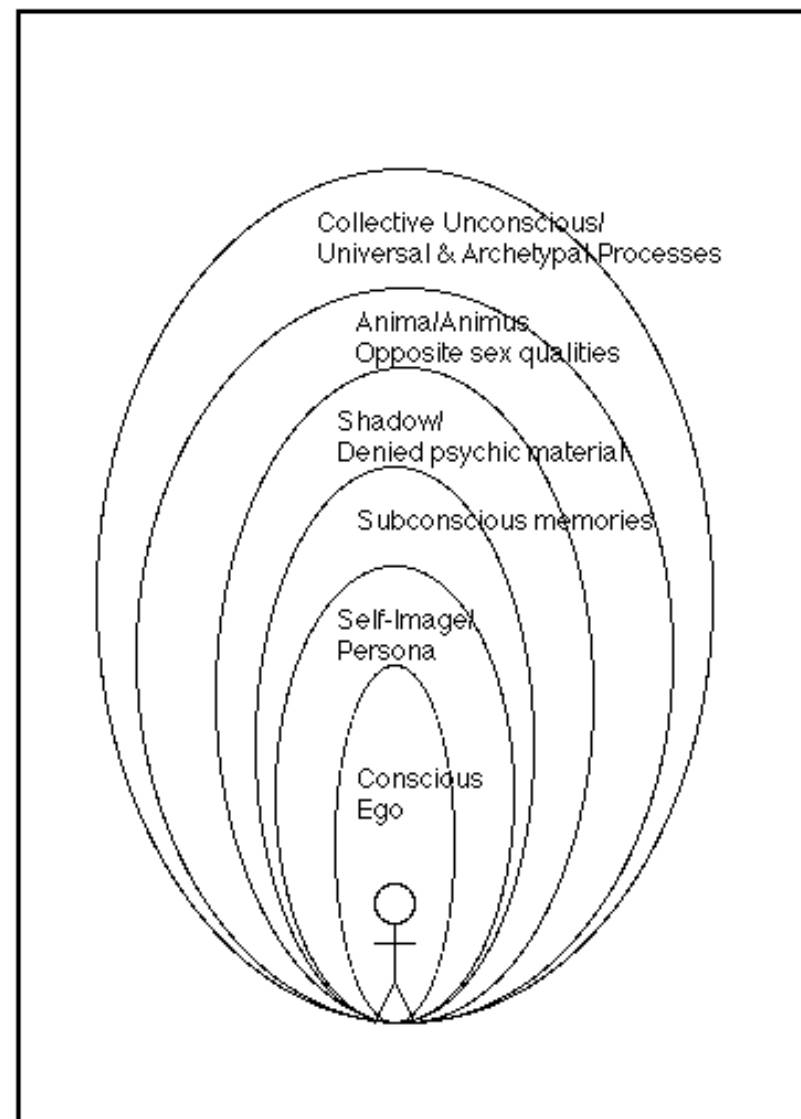 Collective Unconscious/
Universal & Archetypal Processes
Anima/Animus
Opposite sex qualities
Shadow/
Denied psychic material
Subconscious memories
Self-Image/
Persona
Conscious
Ego